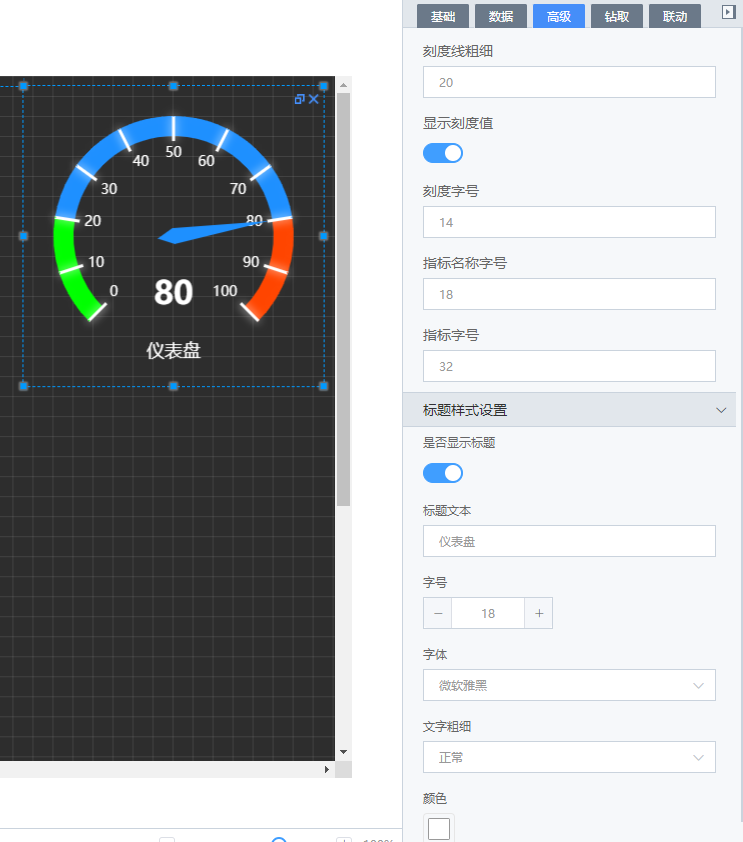 基础 数据 高级 钻取 联动
刻度线粗细
20
显示刻度值
刻度字号
14
指标名称字号
18
指标字号
32
标题样式设置
是否显示标题
标题文本
仪表盘
字号
− 18 +
字体
微软雅黑
文字粗细
正常
颜色
0
10
20
30
40
50
60
70
80
90
100
80
仪表盘